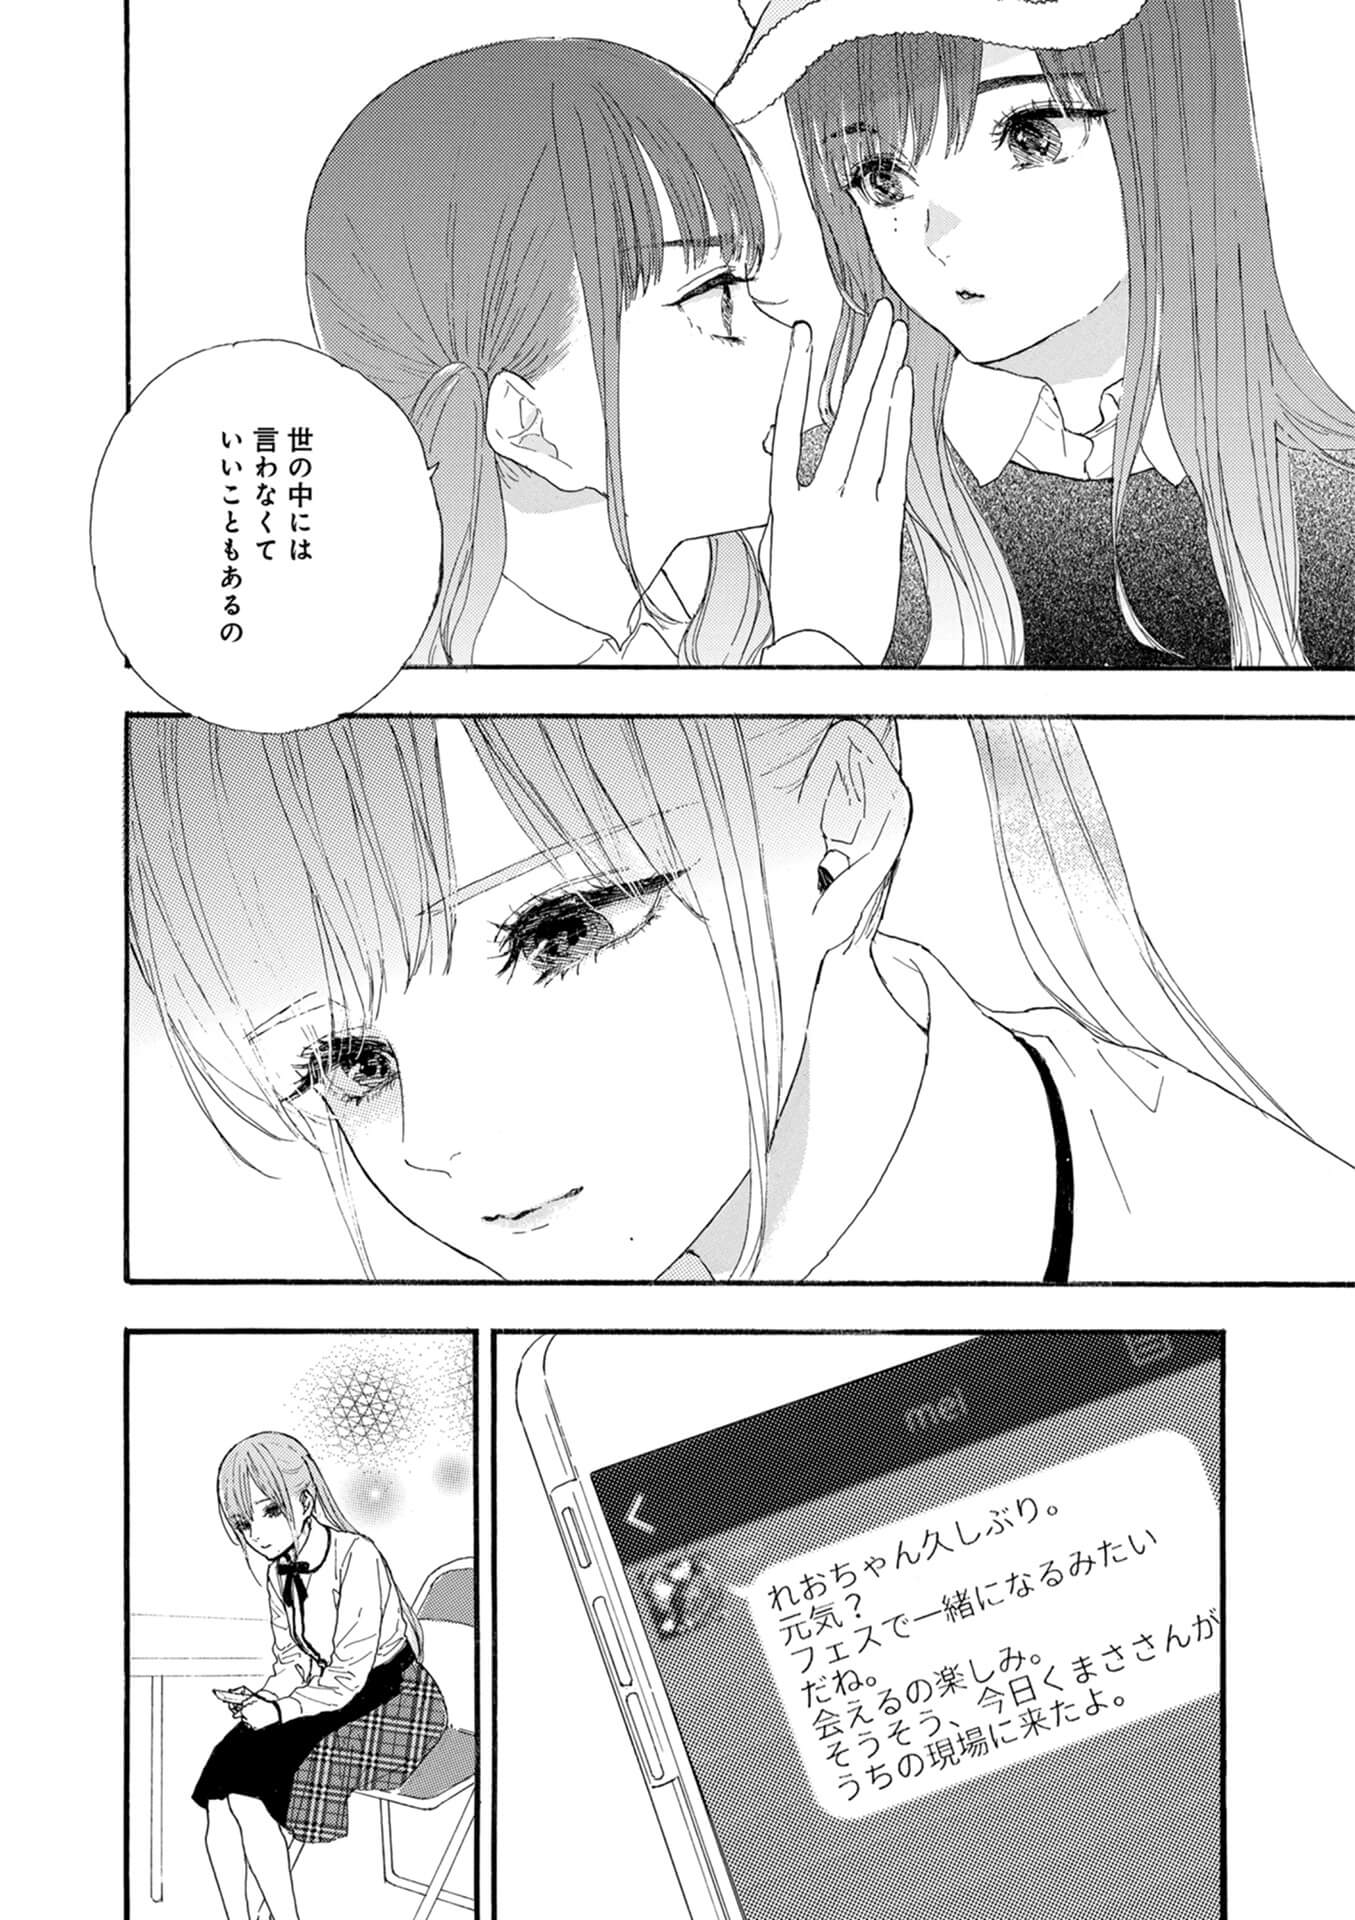 世の中には
言わなくて
いいこともあるの
mei
れおちゃん久しぶり。
元気？
フェスで一緒になるみたい
だね。
会えるの楽しみ。
そうそう、今日くまささんが
うちの現場に来たよ。